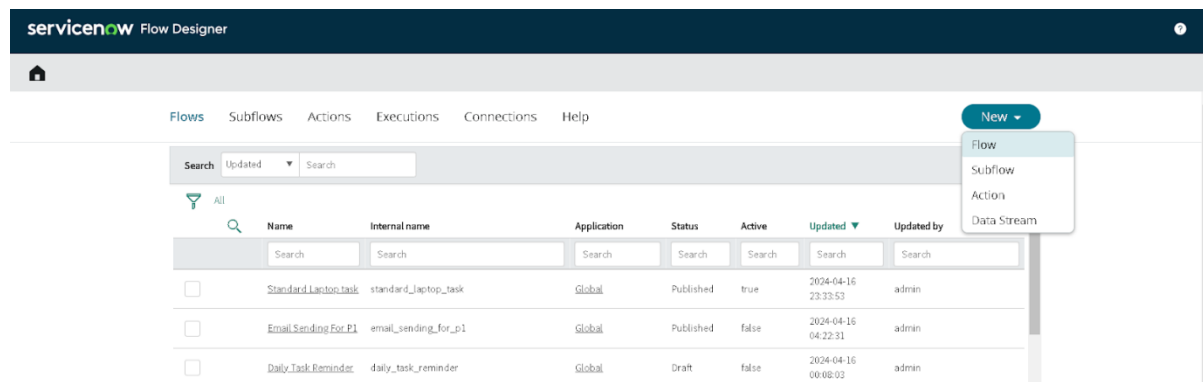 servicenow Flow Designer
?
Flows Subflows Actions Executions Connections Help New
Flow
Subflow
Action
Data Stream
Search Updated Search
All
Name Internal name Application Status Active Updated Updated by
Search Search Search Search Search Search Search
Standard Laptop task standard_laptop_task Global Published true 2024-04-16 23:33:53 admin
Email Sending For P1 email_sending_for_p1 Global Published false 2024-04-16 04:22:31 admin
Daily Task Reminder daily_task_reminder Global Draft false 2024-04-16 00:08:03 admin